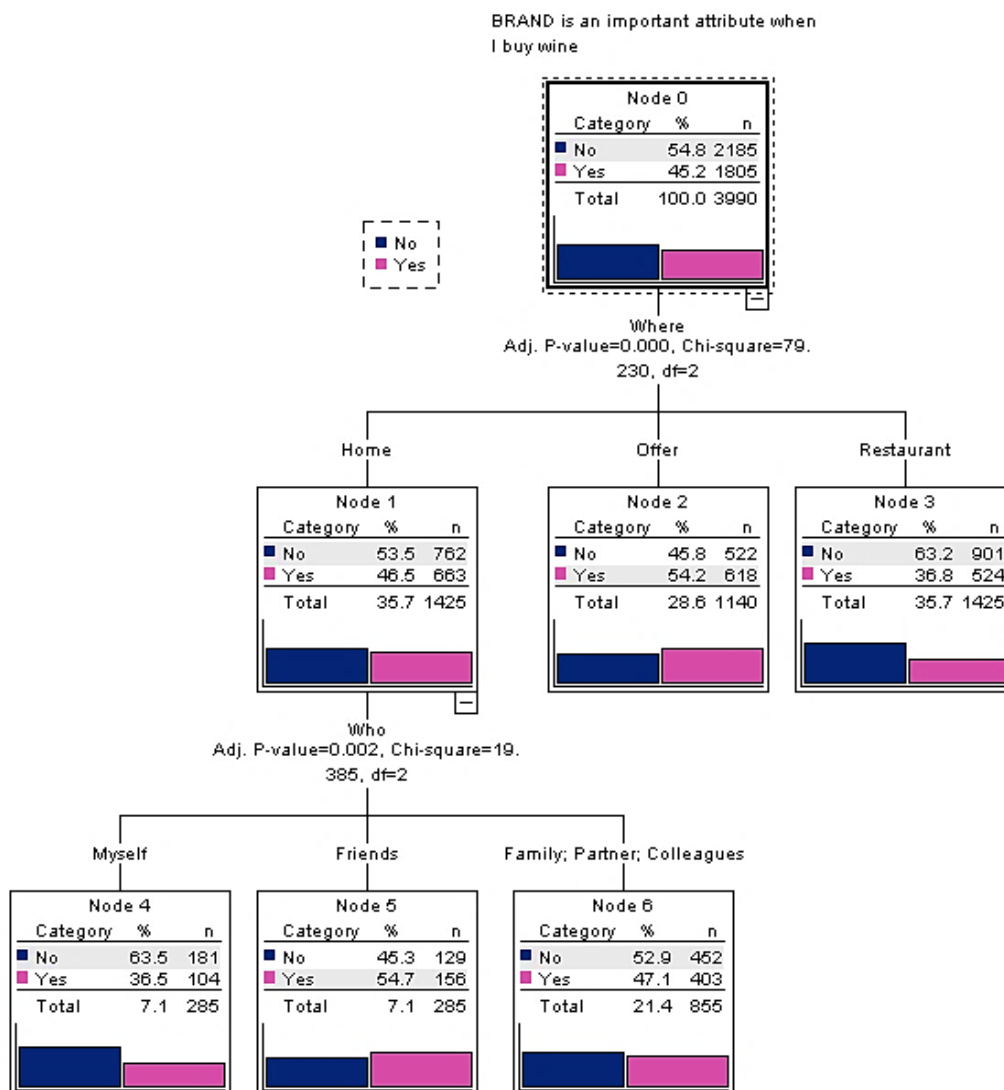 BRAND is an important attribute when
I buy wine
Node 0
Category % n
No 54.8 2185
Yes 45.2 1805
Total 100.0 3990
No
Yes
Where
Adj. P-value=0.000, Chi-square=79.
230, df=2
Home Offer Restaurant
Node 1
Category % n
No 53.5 762
Yes 46.5 663
Total 35.7 1425
Node 2
Category % n
No 45.8 522
Yes 54.2 618
Total 28.6 1140
Node 3
Category % n
No 63.2 901
Yes 36.8 524
Total 35.7 1425
Who
Adj. P-value=0.002, Chi-square=19.
385, df=2
Myself Friends Family; Partner; Colleagues
Node 4
Category % n
No 63.5 181
Yes 36.5 104
Total 7.1 285
Node 5
Category % n
No 45.3 129
Yes 54.7 156
Total 7.1 285
Node 6
Category % n
No 52.9 452
Yes 47.1 403
Total 21.4 855